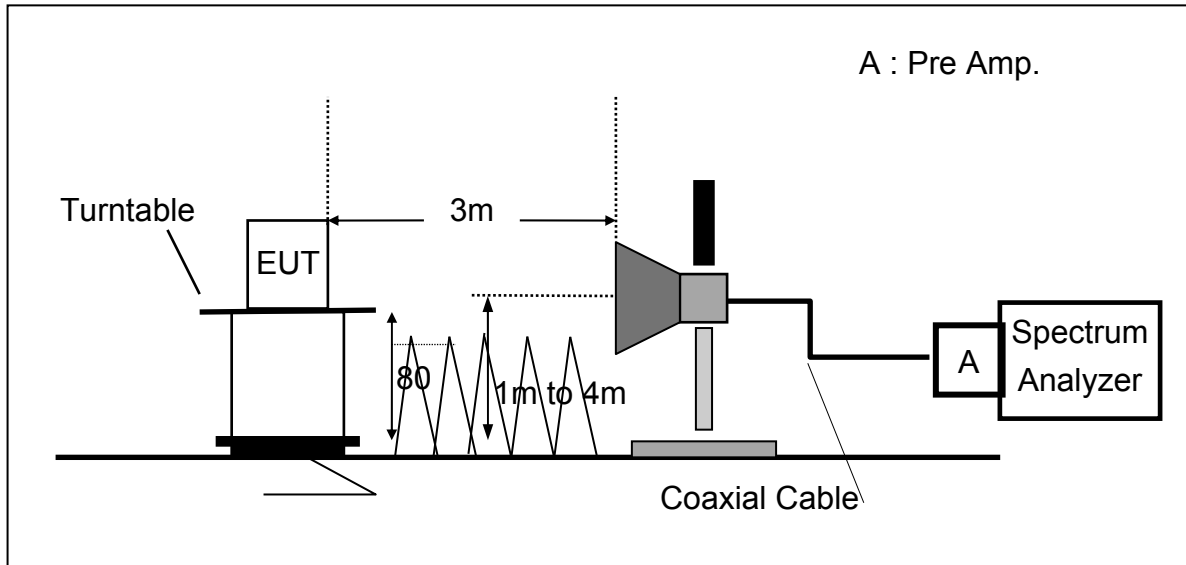 A : Pre Amp.
Turntable
3m
EUT
80
1m to 4m
A
Spectrum
Analyzer
Coaxial Cable